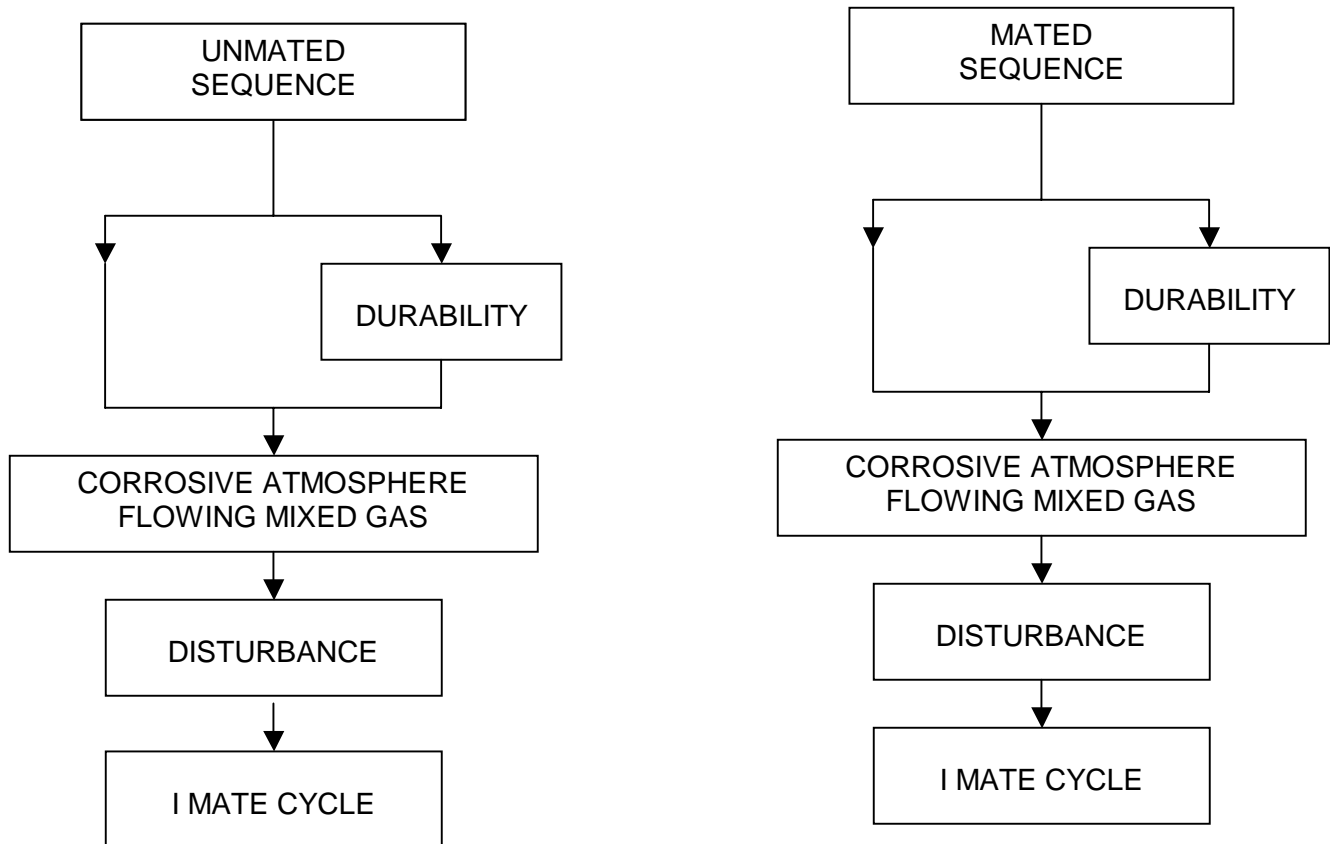 UNMATED
SEQUENCE
DURABILITY
CORROSIVE ATMOSPHERE
FLOWING MIXED GAS
DISTURBANCE
I MATE CYCLE
MATED
SEQUENCE
DURABILITY
CORROSIVE ATMOSPHERE
FLOWING MIXED GAS
DISTURBANCE
I MATE CYCLE